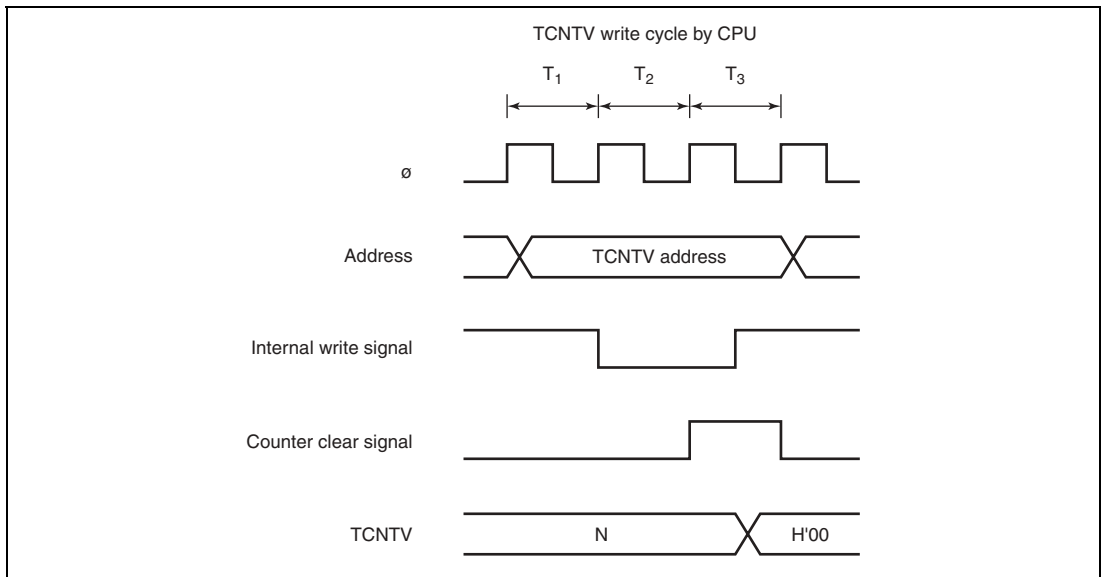 TCNTV write cycle by CPU
T1 T2 T3
ø
Address TCNTV address
Internal write signal
Counter clear signal
TCNTV N H'00